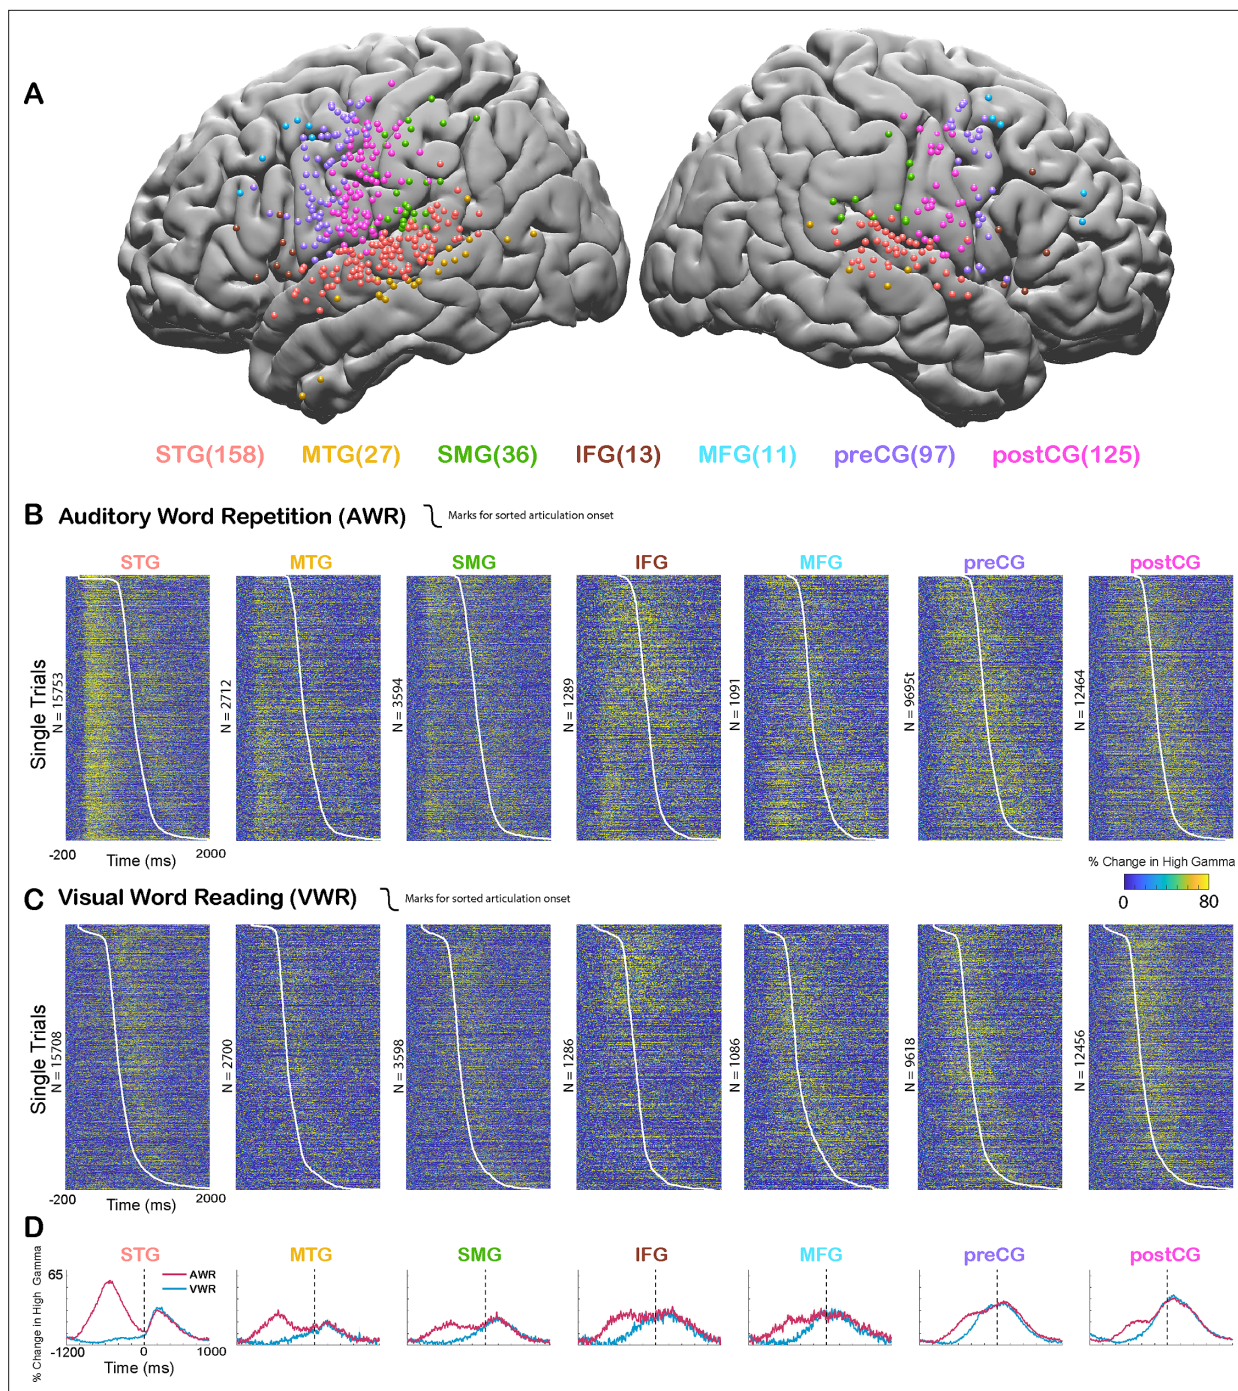 A
STG(158) MTG(27) SMG(36) IFG(13) MFG(11) preCG(97) postCG(125)
B Auditory Word Repetition (AWR) Marks for sorted articulation onset
STG MTG SMG IFG MFG preCG postCG
Single Trials
N = 15753
N = 2712
N = 3594
N = 1289
N = 1091
N = 9695t
N = 12464
-200 Time (ms) 2000
% Change in High Gamma
0 80
C Visual Word Reading (VWR) Marks for sorted articulation onset
Single Trials
N = 15708
N = 2700
N = 3598
N = 1286
N = 1086
N = 9618
N = 12456
-200 Time (ms) 2000
D
STG MTG SMG IFG MFG preCG postCG
% Change in High Gamma
65
AWR
VWR
-1200 0 1000
Time (ms)